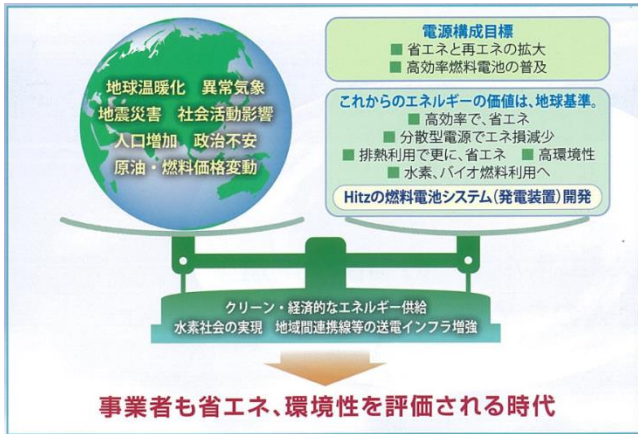 地球温暖化 異常気象
地震災害 社会活動影響
人口増加 政治不安
原油・燃料価格変動
電源構成目標
■ 省エネと再エネの拡大
■ 高効率燃料電池の普及
これからのエネルギーの価値は、地球基準。
■ 高効率で、省エネ
■ 分散型電源でエネ損減少
■ 排熱利用で更に、省エネ ■ 高環境性
■ 水素、バイオ燃料利用へ
Hitzの燃料電池システム(発電装置)開発
クリーン・経済的なエネルギー供給
水素社会の実現 地域間連携線等の送電インフラ増強
事業者も省エネ、環境性を評価される時代